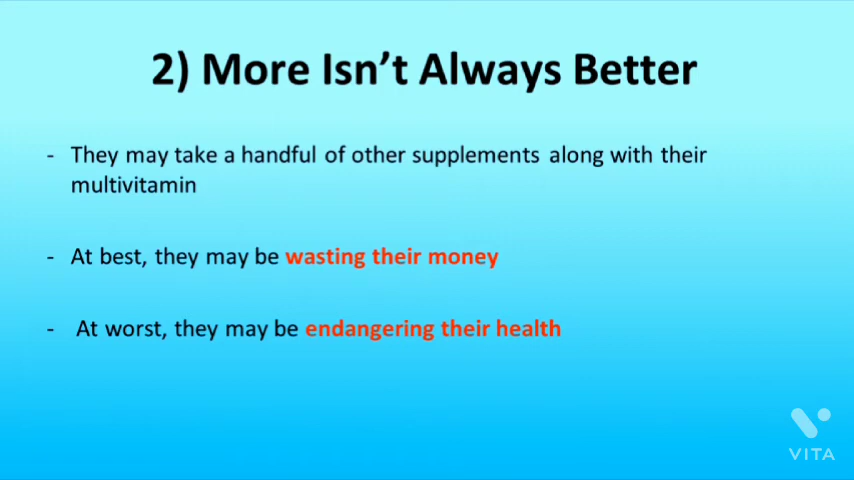 2) More Isn't Always Better
- They may take a handful of other supplements along with their
multivitamin
- At best, they may be wasting their money
- At worst, they may be endangering their health
VITA